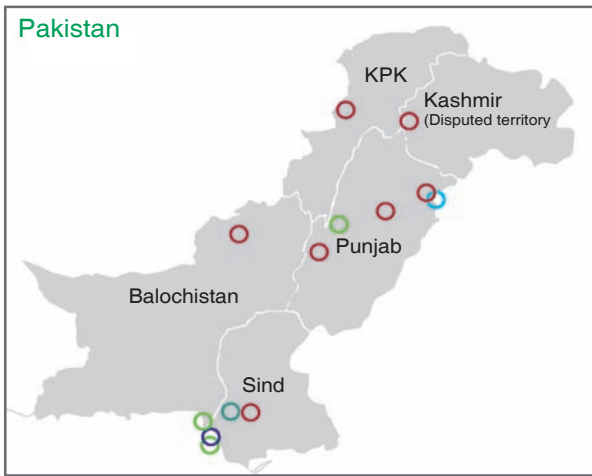 Pakistan
KPK
Kashmir
(Disputed territory
Punjab
Balochistan
Sind